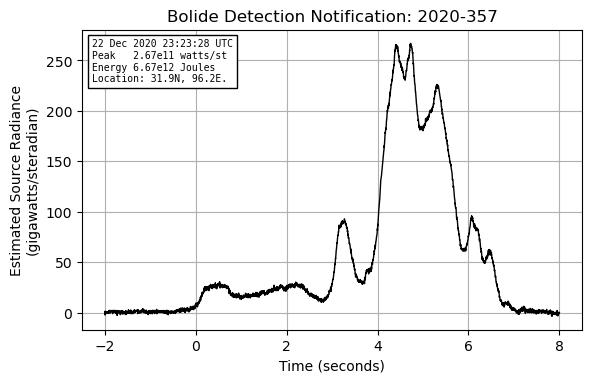 Bolide Detection Notification: 2020-357
22 Dec 2020 23:23:28 UTC
Peak   2.67e11 watts/st
Energy 6.67e12 Joules
Location: 31.9N, 96.2E.
Estimated Source Radiance
(gigawatts/steradian)
250
200
150
100
50
0
−2
0
2
4
6
8
Time (seconds)